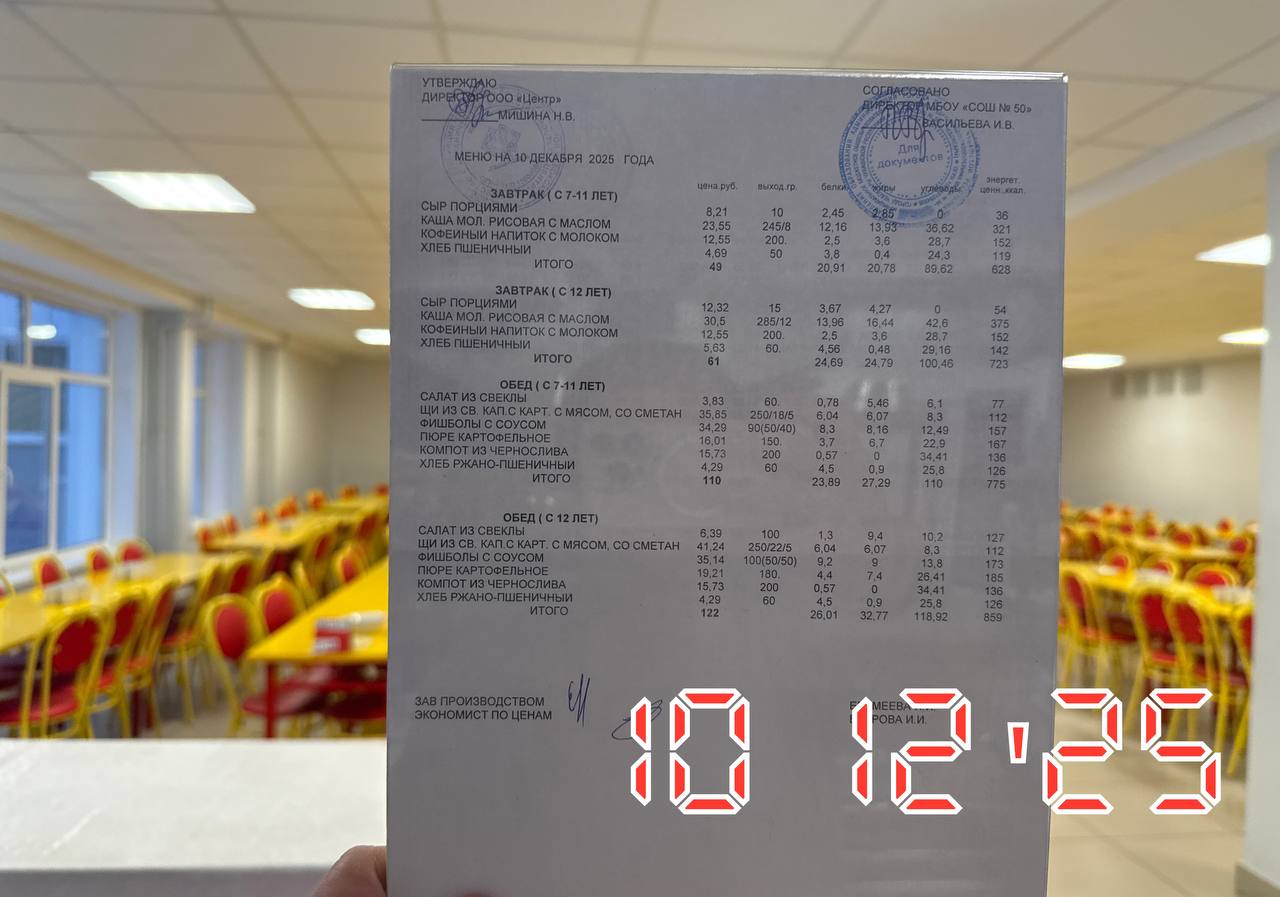 УТВЕРЖДАЮ
ДИРЕКТОР ООО «Центр»
МИШИНА Н.В.
СОГЛАСОВАНО
ДИРЕКТОР МБОУ «СОШ № 50»
ВАСИЛЬЕВА И.В.
Для
документов
МЕНЮ НА 10 ДЕКАБРЯ 2025 ГОДА
ЗАВТРАК ( С 7-11 ЛЕТ) цена.руб. выход.гр. белки жиры углеводы энергет. ценн.,ккал.
СЫР ПОРЦИЯМИ 8,21 10 2,45 2,85 0 36
КАША МОЛ. РИСОВАЯ С МАСЛОМ 23,55 245/8 12,16 13,93 36,62 321
КОФЕИНЫЙ НАПИТОК С МОЛОКОМ 12,55 200. 2,5 3,6 28,7 152
ХЛЕБ ПШЕНИЧНЫЙ 4,69 50 3,8 0,4 24,3 119
ИТОГО 49 20,91 20,78 89,62 628
ЗАВТРАК ( С 12 ЛЕТ)
СЫР ПОРЦИЯМИ 12,32 15 3,67 4,27 0 54
КАША МОЛ. РИСОВАЯ С МАСЛОМ 30,5 285/12 13,96 16,44 42,6 375
КОФЕИНЫЙ НАПИТОК С МОЛОКОМ 12,55 200. 2,5 3,6 28,7 152
ХЛЕБ ПШЕНИЧНЫЙ 5,63 60. 4,56 0,48 29,16 142
ИТОГО 61 24,69 24,79 100,46 723
ОБЕД ( С 7-11 ЛЕТ)
САЛАТ ИЗ СВЕКЛЫ 3,83 60. 0,78 5,46 6,1 77
ЩИ ИЗ СВ. КАП.С КАРТ. С МЯСОМ, СО СМЕТАН 35,85 250/18/5 6,04 6,07 8,3 112
ФИШБОЛЫ С СОУСОМ 34,29 90(50/40) 8,3 8,16 12,49 157
ПЮРЕ КАРТОФЕЛЬНОЕ 16,01 150. 3,7 6,7 22,9 167
КОМПОТ ИЗ ЧЕРНОСЛИВА 15,73 200 0,57 0 34,41 136
ХЛЕБ РЖАНО-ПШЕНИЧНЫЙ 4,29 60 4,5 0,9 25,8 126
ИТОГО 110 23,89 27,29 110 775
ОБЕД ( С 12 ЛЕТ)
САЛАТ ИЗ СВЕКЛЫ 6,39 100 1,3 9,4 10,2 127
ЩИ ИЗ СВ. КАП.С КАРТ. С МЯСОМ, СО СМЕТАН 41,24 250/22/5 6,04 6,07 8,3 112
ФИШБОЛЫ С СОУСОМ 35,14 100(50/50) 9,2 9 13,8 173
ПЮРЕ КАРТОФЕЛЬНОЕ 19,21 180. 4,4 7,4 26,41 185
КОМПОТ ИЗ ЧЕРНОСЛИВА 15,73 200 0,57 0 34,41 136
ХЛЕБ РЖАНО-ПШЕНИЧНЫЙ 4,29 60 4,5 0,9 25,8 126
ИТОГО 122 26,01 32,77 118,92 859
ЗАВ ПРОИЗВОДСТВОМ
ЭКОНОМИСТ ПО ЦЕНАМ И.И.
10 12 '25